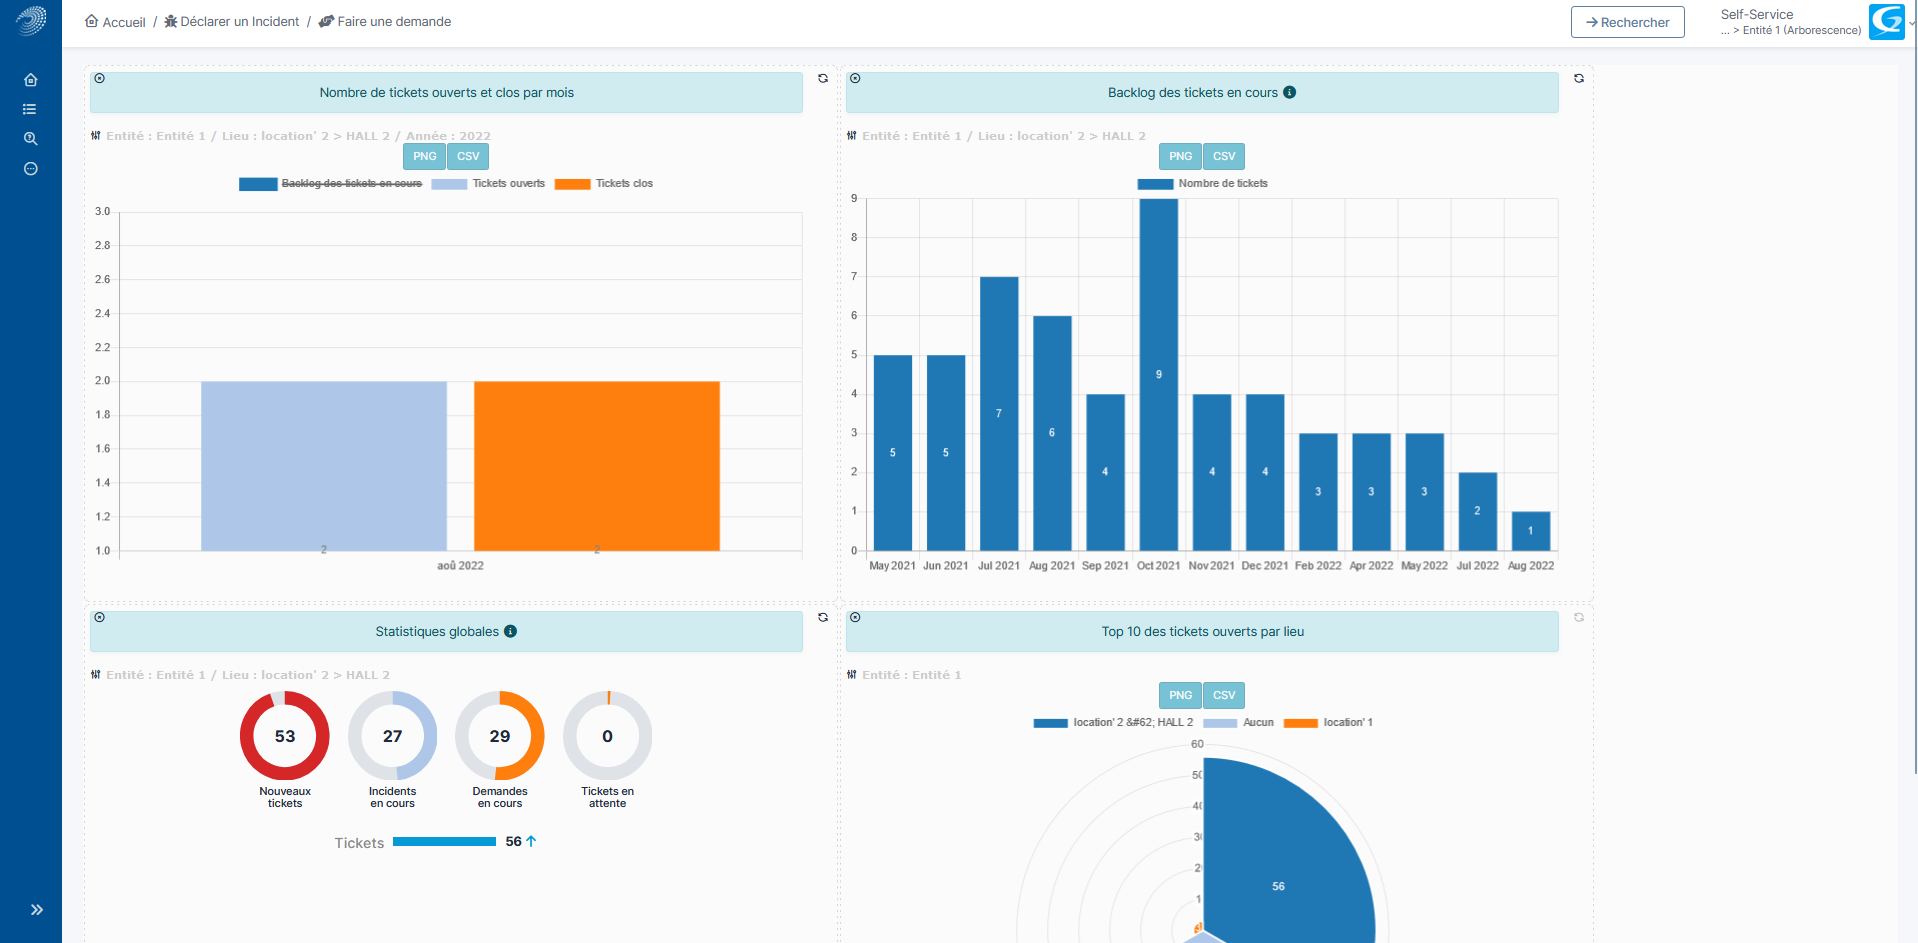 Accueil / Déclarer un Incident / Faire une demande
Rechercher
Self-Service
... > Entité 1 (Arborescence)
Nombre de tickets ouverts et clos par mois
Entité : Entité 1 / Lieu : location' 2 > HALL 2 / Année : 2022
PNG CSV
Backlog des tickets en cours Tickets ouverts Tickets clos
3.0
2.8
2.6
2.4
2.2
2.0
1.8
1.6
1.4
1.2
1.0
2 2
aoû 2022
Backlog des tickets en cours
Entité : Entité 1 / Lieu : location' 2 > HALL 2
PNG CSV
Nombre de tickets
9
8
7
6
5
4
3
2
1
0
5 5 7 6 4 9 4 4 3 3 3 2 1
May 2021 Jun 2021 Jul 2021 Aug 2021 Sep 2021 Oct 2021 Nov 2021 Dec 2021 Feb 2022 Apr 2022 May 2022 Jul 2022 Aug 2022
Statistiques globales
Entité : Entité 1 / Lieu : location' 2 > HALL 2
53 27 29 0
Nouveaux tickets
Incidents en cours
Demandes en cours
Tickets en attente
Tickets 56
Top 10 des tickets ouverts par lieu
Entité : Entité 1
PNG CSV
location' 2 &#62; HALL 2 Aucun location' 1
60
56